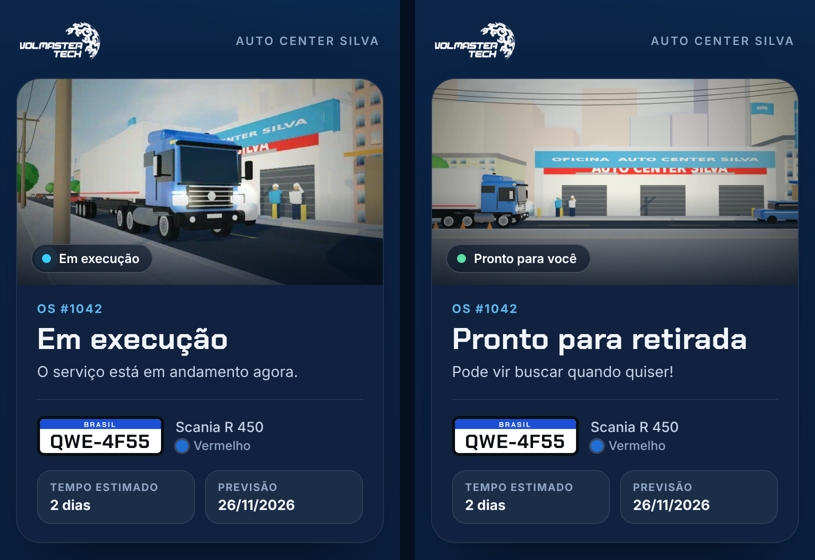 VOLMASTER
TECH
AUTO CENTER SILVA
CENTER SILVA
SILVA
Em execução
OS #1042
Em execução
O serviço está em andamento agora.
BRASIL
QWE-4F55
Scania R 450
Vermelho
TEMPO ESTIMADO
2 dias
PREVISÃO
26/11/2026
VOLMASTER
TECH
AUTO CENTER SILVA
OFICINA AUTO CENTER SILVA
AUTO CENTER SILVA
Pronto para você
OS #1042
Pronto para retirada
Pode vir buscar quando quiser!
BRASIL
QWE-4F55
Scania R 450
Vermelho
TEMPO ESTIMADO
2 dias
PREVISÃO
26/11/2026